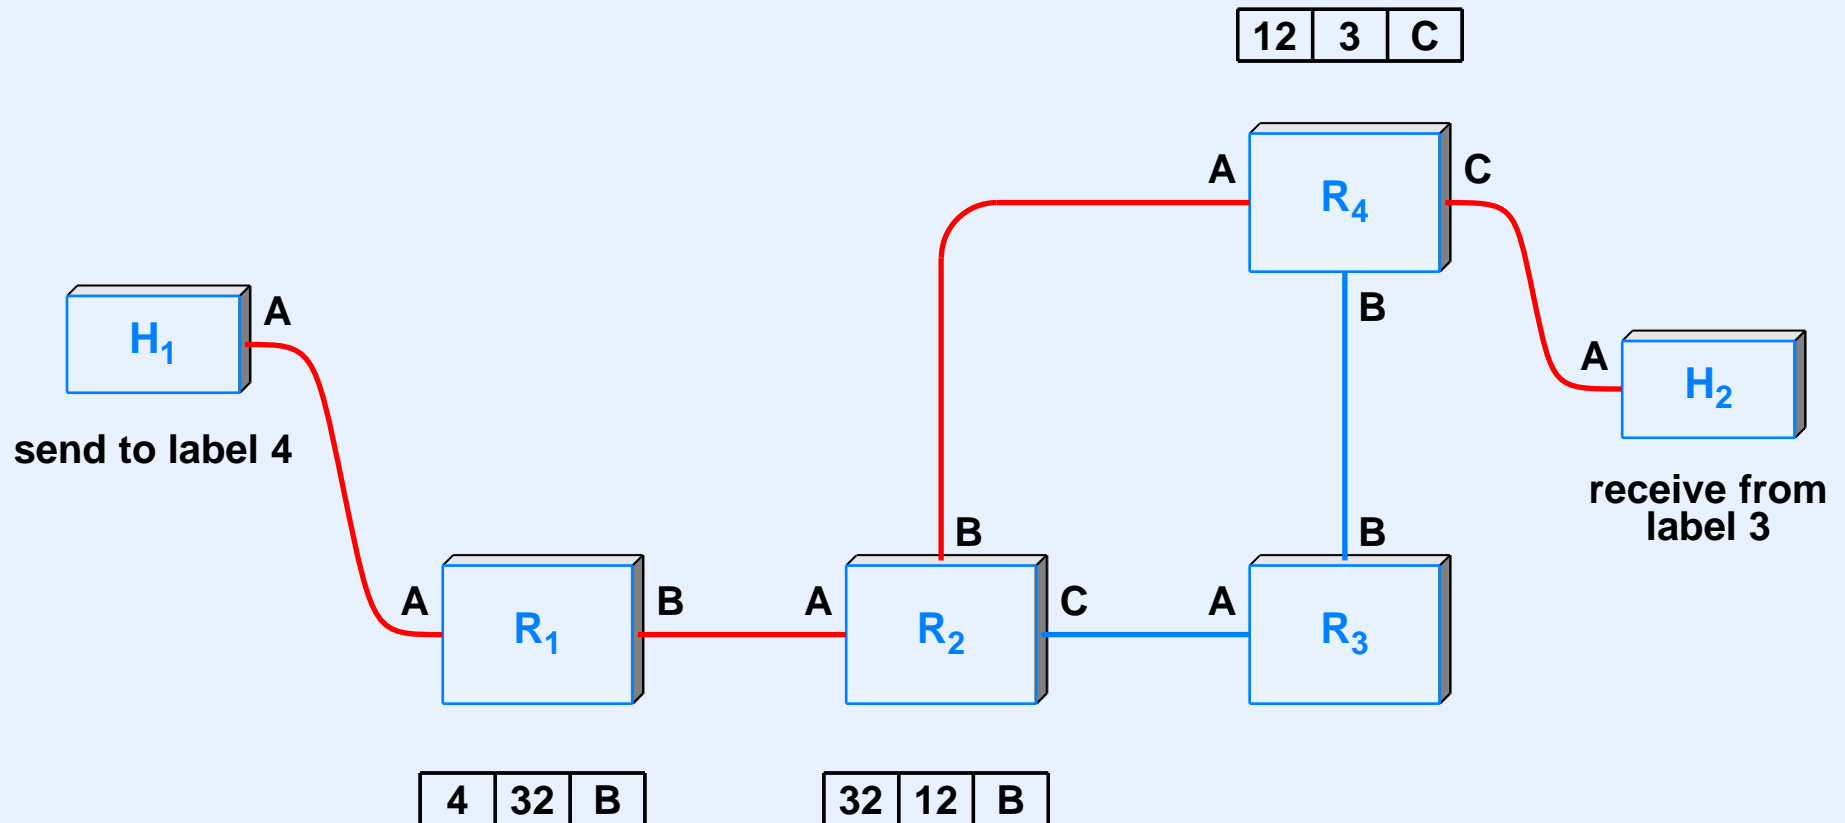 12 3 C
A R4 C
H1 A
B
A H2
send to label 4
receive from
label 3
B B
A R1 B A R2 C A R3
4 32 B 32 12 B